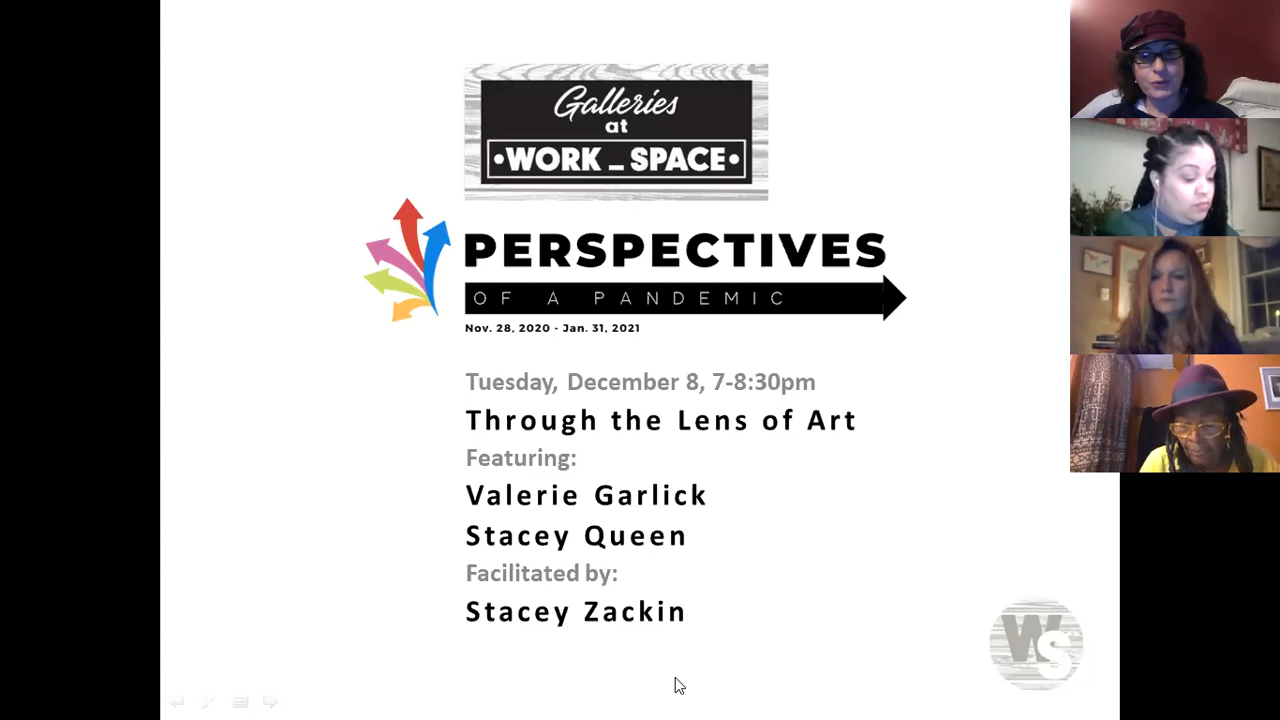 Galleries
at
•WORK_SPACE•
PERSPECTIVES
OF A PANDEMIC
Nov. 28, 2020 - Jan. 31, 2021
Tuesday, December 8, 7-8:30pm
Through the Lens of Art
Featuring:
Valerie Garlick
Stacey Queen
Facilitated by:
Stacey Zackin
WS